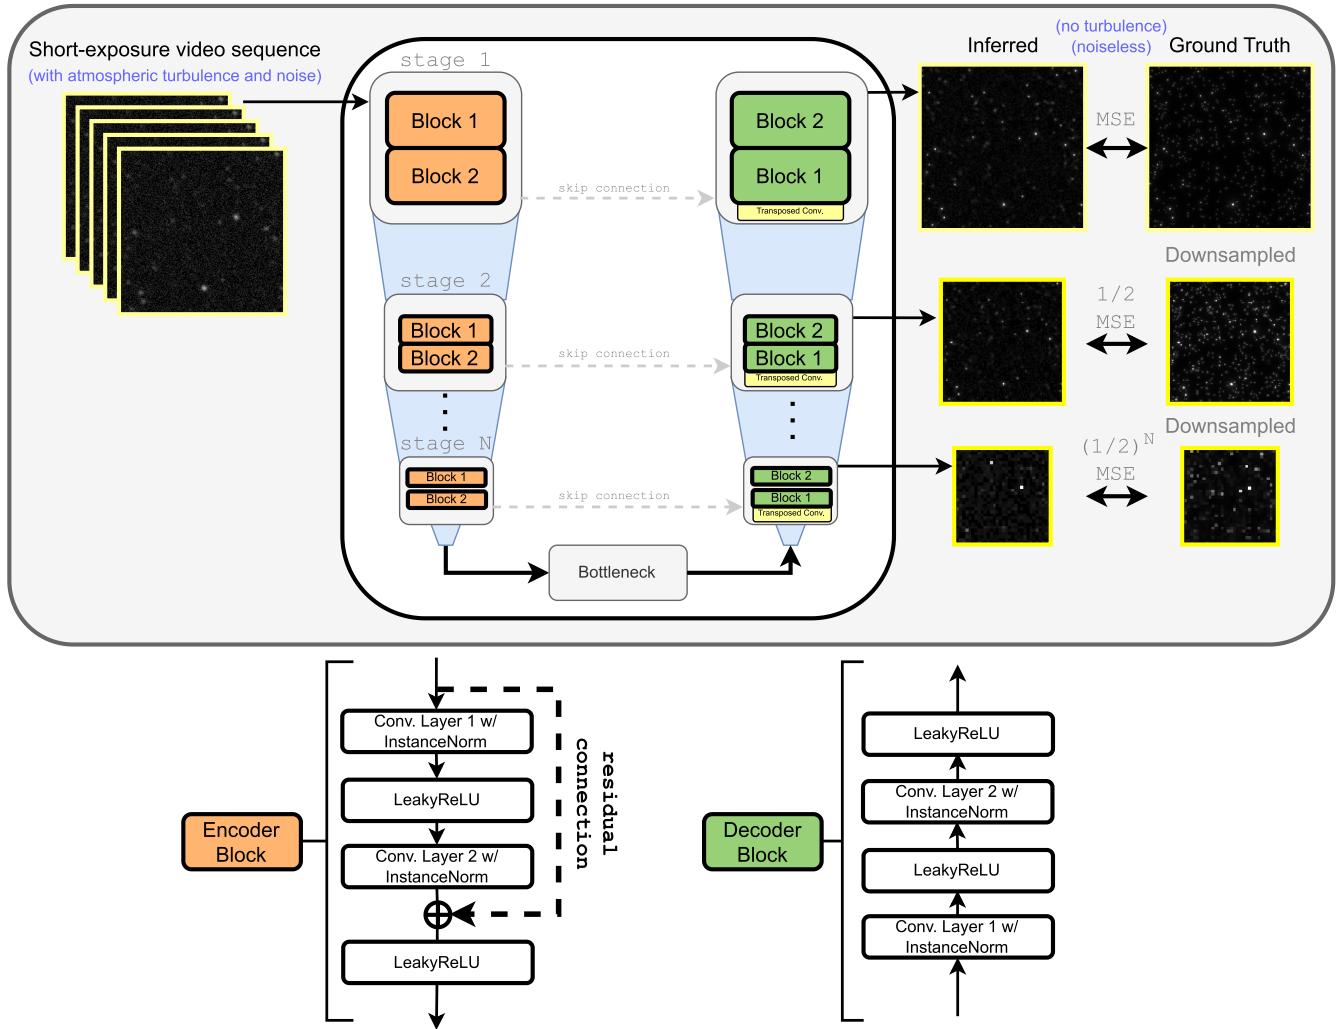 Short-exposure video sequence
(with atmospheric turbulence and noise)
stage 1
Block 1
Block 2
skip connection
Block 2
Block 1
Transposed Conv.
Inferred
(no turbulence)
(noiseless)
Ground Truth
MSE
Downsampled
stage 2
Block 1
Block 2
skip connection
Block 2
Block 1
Transposed Conv.
1/2
MSE
Downsampled
stage N
Block 1
Block 2
skip connection
Block 2
Block 1
Transposed Conv.
(1/2)^N
MSE
Bottleneck
Encoder
Block
Conv. Layer 1 w/
InstanceNorm
LeakyReLU
Conv. Layer 2 w/
InstanceNorm
LeakyReLU
residual
connection
Decoder
Block
LeakyReLU
Conv. Layer 2 w/
InstanceNorm
LeakyReLU
Conv. Layer 1 w/
InstanceNorm